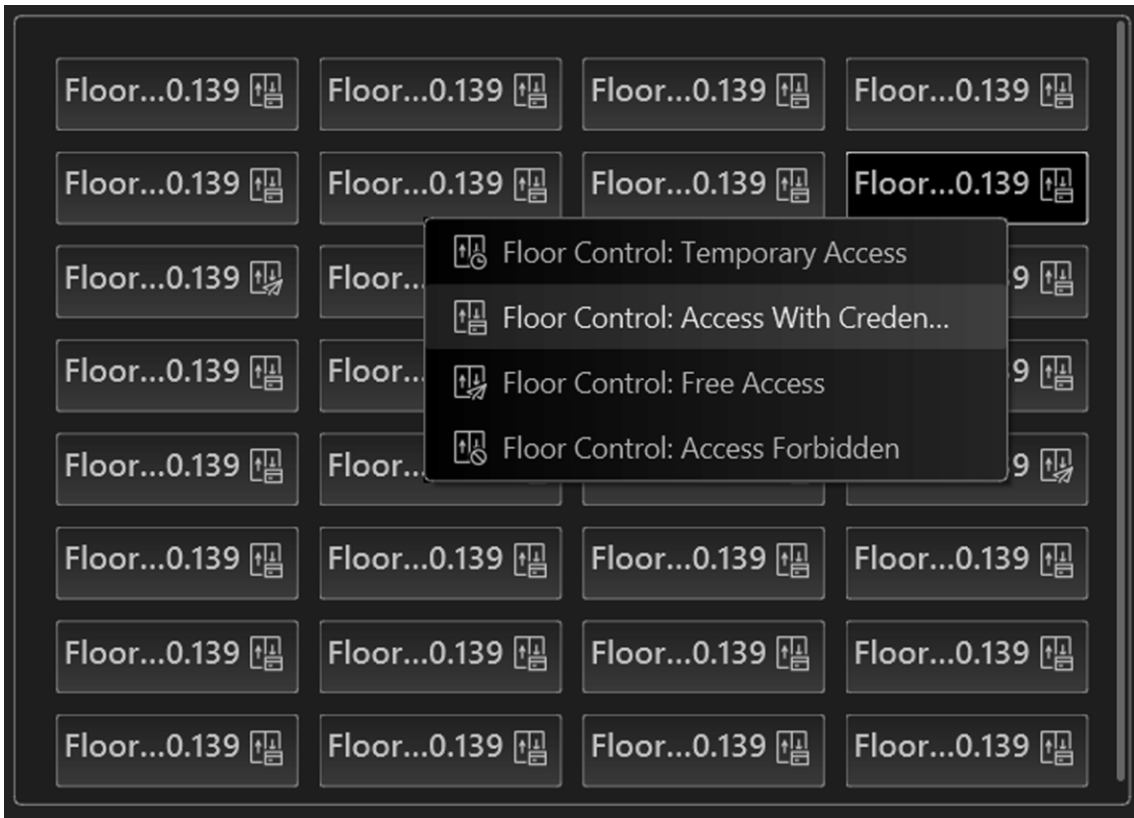 Floor...0.139 Floor...0.139 Floor...0.139 Floor...0.139
Floor...0.139 Floor...0.139 Floor...0.139 Floor...0.139
Floor Control: Temporary Access
Floor...0.139 Floor... 9
Floor Control: Access With Creden...
Floor...0.139 Floor... 9
Floor Control: Free Access
Floor Control: Access Forbidden
Floor...0.139 Floor... 9
Floor...0.139 Floor...0.139 Floor...0.139 Floor...0.139
Floor...0.139 Floor...0.139 Floor...0.139 Floor...0.139
Floor...0.139 Floor...0.139 Floor...0.139 Floor...0.139